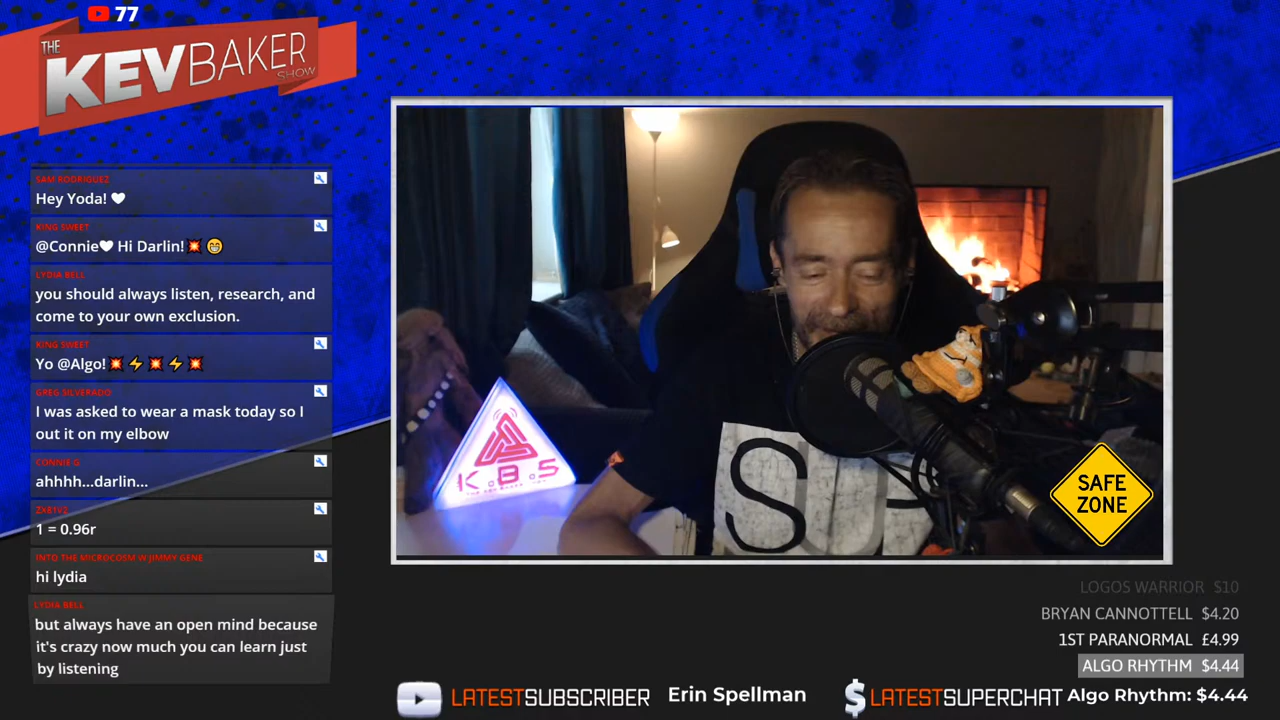 77
THE
KEVBAKER
SHOW
SAM RODRIGUEZ
Hey Yoda! 🤍
KING SWEET
@Connie🤍 Hi Darlin!💥😁
LYDIA BELL
you should always listen, research, and
come to your own exclusion.
KING SWEET
Yo @Algo!💥⚡💥⚡💥
GREG SILVERADO
I was asked to wear a mask today so I
out it on my elbow
CONNIE G
ahhhh...darlin...
ZXB1V2
1 = 0.96r
INTO THE MICROCOSM W JIMMY GENE
hi lydia
LYDIA BELL
but always have an open mind because
it's crazy now much you can learn just
by listening
K.B.S
SUP
SAFE
ZONE
LOGOS WARRIOR $10
BRYAN CANNOTTELL $4.20
1ST PARANORMAL £4.99
ALGO RHYTHM $4.44
LATESTSUBSCRIBER Erin Spellman
$ LATESTSUPERCHAT Algo Rhythm: $4.44